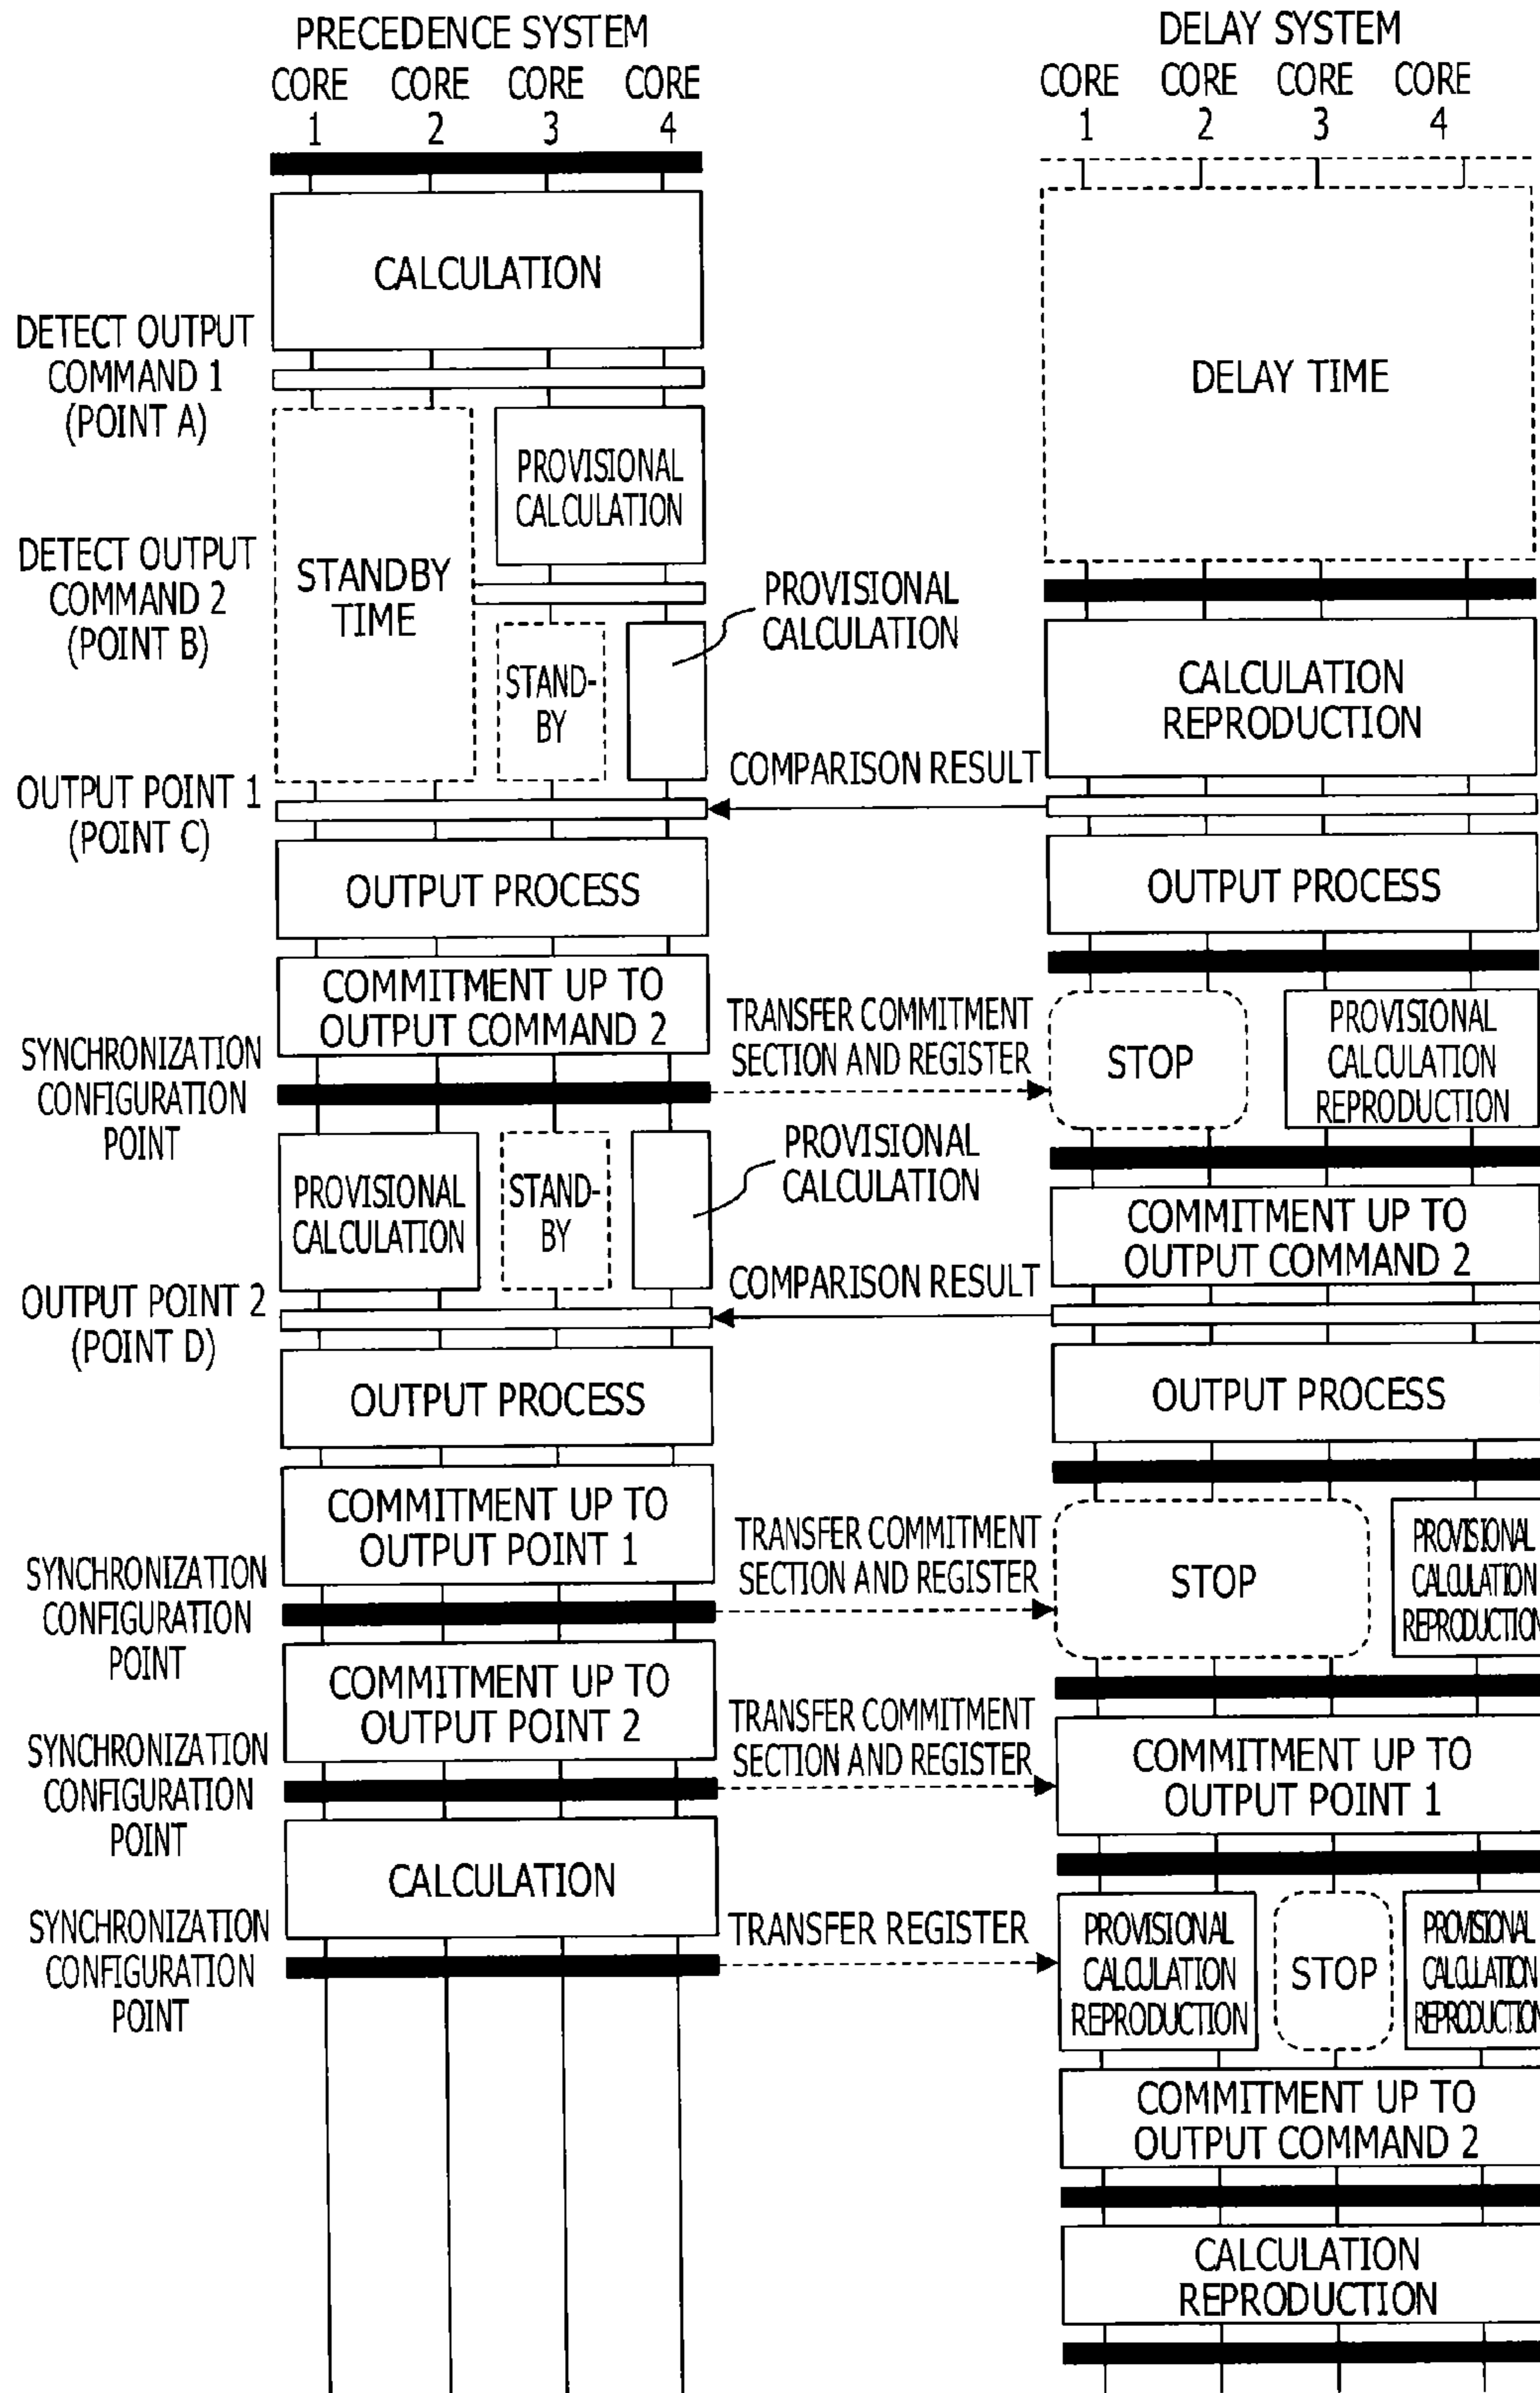 PRECEDENCE SYSTEM
CORE 1
CORE 2
CORE 3
CORE 4
DELAY SYSTEM
CORE 1
CORE 2
CORE 3
CORE 4
CALCULATION
DELAY TIME
DETECT OUTPUT
COMMAND 1
(POINT A)
STANDBY
TIME
PROVISIONAL
CALCULATION
DETECT OUTPUT
COMMAND 2
(POINT B)
STAND-
BY
PROVISIONAL
CALCULATION
CALCULATION
REPRODUCTION
OUTPUT POINT 1
(POINT C)
COMPARISON RESULT
OUTPUT PROCESS
OUTPUT PROCESS
COMMITMENT UP TO
OUTPUT COMMAND 2
SYNCHRONIZATION
CONFIGURATION
POINT
TRANSFER COMMITMENT
SECTION AND REGISTER
STOP
PROVISIONAL
CALCULATION
REPRODUCTION
PROVISIONAL
CALCULATION
STAND-
BY
PROVISIONAL
CALCULATION
COMMITMENT UP TO
OUTPUT COMMAND 2
OUTPUT POINT 2
(POINT D)
COMPARISON RESULT
OUTPUT PROCESS
OUTPUT PROCESS
COMMITMENT UP TO
OUTPUT POINT 1
SYNCHRONIZATION
CONFIGURATION
POINT
TRANSFER COMMITMENT
SECTION AND REGISTER
STOP
PROVISIONAL
CALCULATION
REPRODUCTION
COMMITMENT UP TO
OUTPUT POINT 2
SYNCHRONIZATION
CONFIGURATION
POINT
TRANSFER COMMITMENT
SECTION AND REGISTER
COMMITMENT UP TO
OUTPUT POINT 1
CALCULATION
SYNCHRONIZATION
CONFIGURATION
POINT
TRANSFER REGISTER
PROVISIONAL
CALCULATION
REPRODUCTION
STOP
PROVISIONAL
CALCULATION
REPRODUCTION
COMMITMENT UP TO
OUTPUT COMMAND 2
CALCULATION
REPRODUCTION